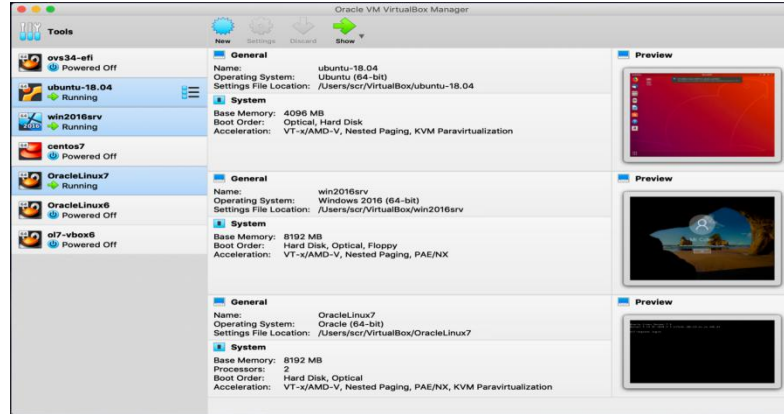 Oracle VM VirtualBox Manager
Tools
New Settings Discard Show
ovs34-efi
Powered Off
ubuntu-18.04
Running
win2016srv
Running
centos7
Powered Off
OracleLinux7
Running
OracleLinux6
Powered Off
ol7-vbox6
Powered Off
General
Name: ubuntu-18.04
Operating System: Ubuntu (64-bit)
Settings File Location: /Users/scr/VirtualBox/ubuntu-18.04
System
Base Memory: 4096 MB
Boot Order: Optical, Hard Disk
Acceleration: VT-x/AMD-V, Nested Paging, KVM Paravirtualization
Preview
General
Name: win2016srv
Operating System: Windows 2016 (64-bit)
Settings File Location: /Users/scr/VirtualBox/win2016srv
System
Base Memory: 8192 MB
Boot Order: Hard Disk, Optical, Floppy
Acceleration: VT-x/AMD-V, Nested Paging, PAE/NX
Preview
General
Name: OracleLinux7
Operating System: Oracle (64-bit)
Settings File Location: /Users/scr/VirtualBox/OracleLinux7
System
Base Memory: 8192 MB
Processors: 2
Boot Order: Hard Disk, Optical
Acceleration: VT-x/AMD-V, Nested Paging, PAE/NX, KVM Paravirtualization
Preview